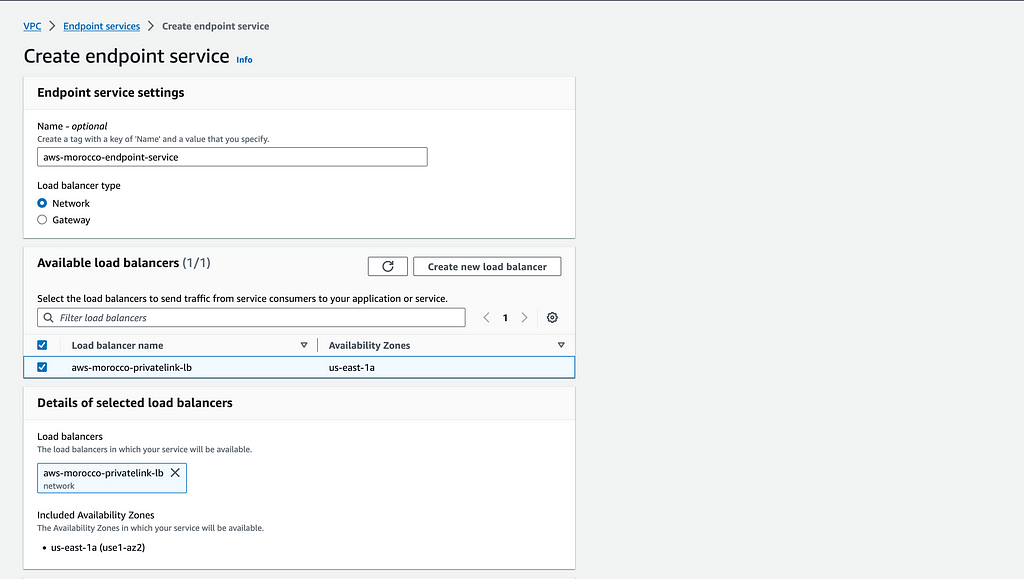 VPC > Endpoint services > Create endpoint service
Create endpoint service Info
Endpoint service settings
Name - optional
Create a tag with a key of 'Name' and a value that you specify.
aws-morocco-endpoint-service
Load balancer type
Network
Gateway
Available load balancers (1/1)
Create new load balancer
Select the load balancers to send traffic from service consumers to your application or service.
Filter load balancers
1
Load balancer name Availability Zones
aws-morocco-privatelink-lb us-east-1a
Details of selected load balancers
Load balancers
The load balancers in which your service will be available.
aws-morocco-privatelink-lb
network
Included Availability Zones
The Availability Zones in which your service will be available.
• us-east-1a (use1-az2)